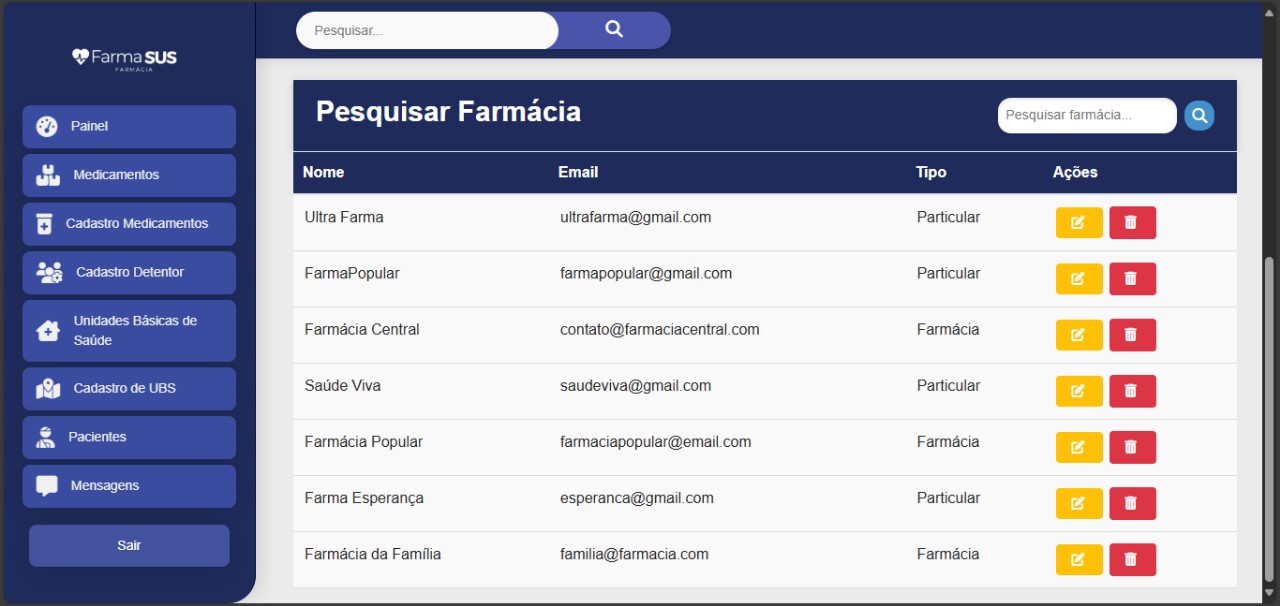 Farma SUS
FARMÁCIA
Painel
Medicamentos
Cadastro Medicamentos
Cadastro Detentor
Unidades Básicas de
Saúde
Cadastro de UBS
Pacientes
Mensagens
Sair
Pesquisar...
Pesquisar Farmácia
Pesquisar farmácia...
Nome Email Tipo Ações
Ultra Farma ultrafarma@gmail.com Particular
FarmaPopular farmapopular@gmail.com Particular
Farmácia Central contato@farmaciacentral.com Farmácia
Saúde Viva saudeviva@gmail.com Particular
Farmácia Popular farmaciapopular@email.com Farmácia
Farma Esperança esperanca@gmail.com Particular
Farmácia da Família familia@farmacia.com Farmácia